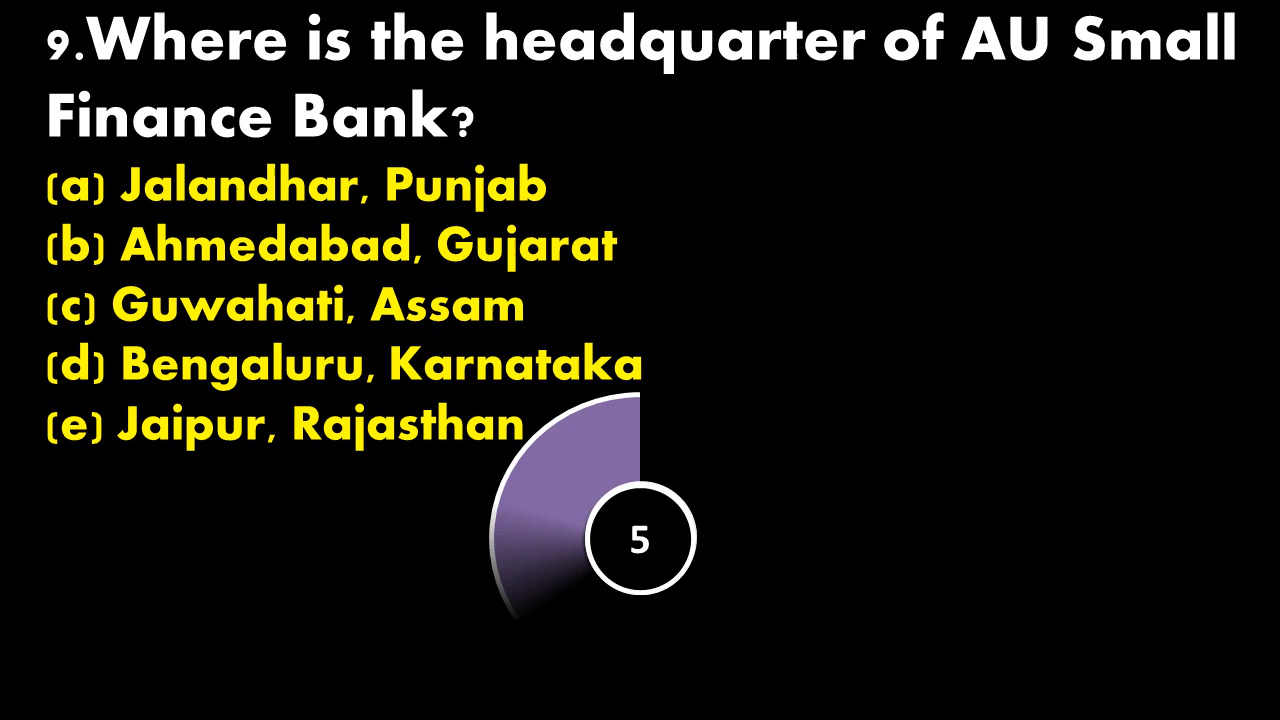 9.Where is the headquarter of AU Small
Finance Bank?
(a) Jalandhar, Punjab
(b) Ahmedabad, Gujarat
(c) Guwahati, Assam
(d) Bengaluru, Karnataka
(e) Jaipur, Rajasthan
5